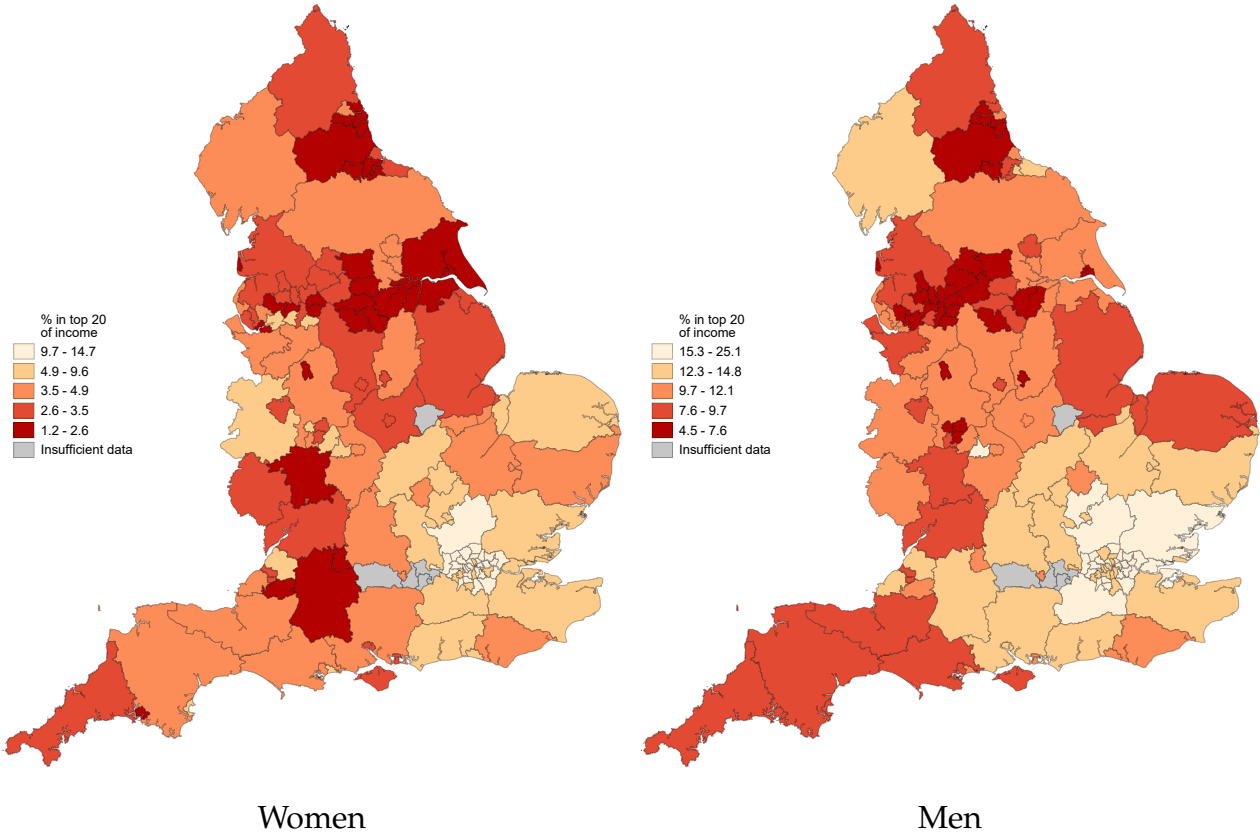 % in top 20
of income
9.7 - 14.7
4.9 - 9.6
3.5 - 4.9
2.6 - 3.5
1.2 - 2.6
Insufficient data
% in top 20
of income
15.3 - 25.1
12.3 - 14.8
9.7 - 12.1
7.6 - 9.7
4.5 - 7.6
Insufficient data
Women
Men